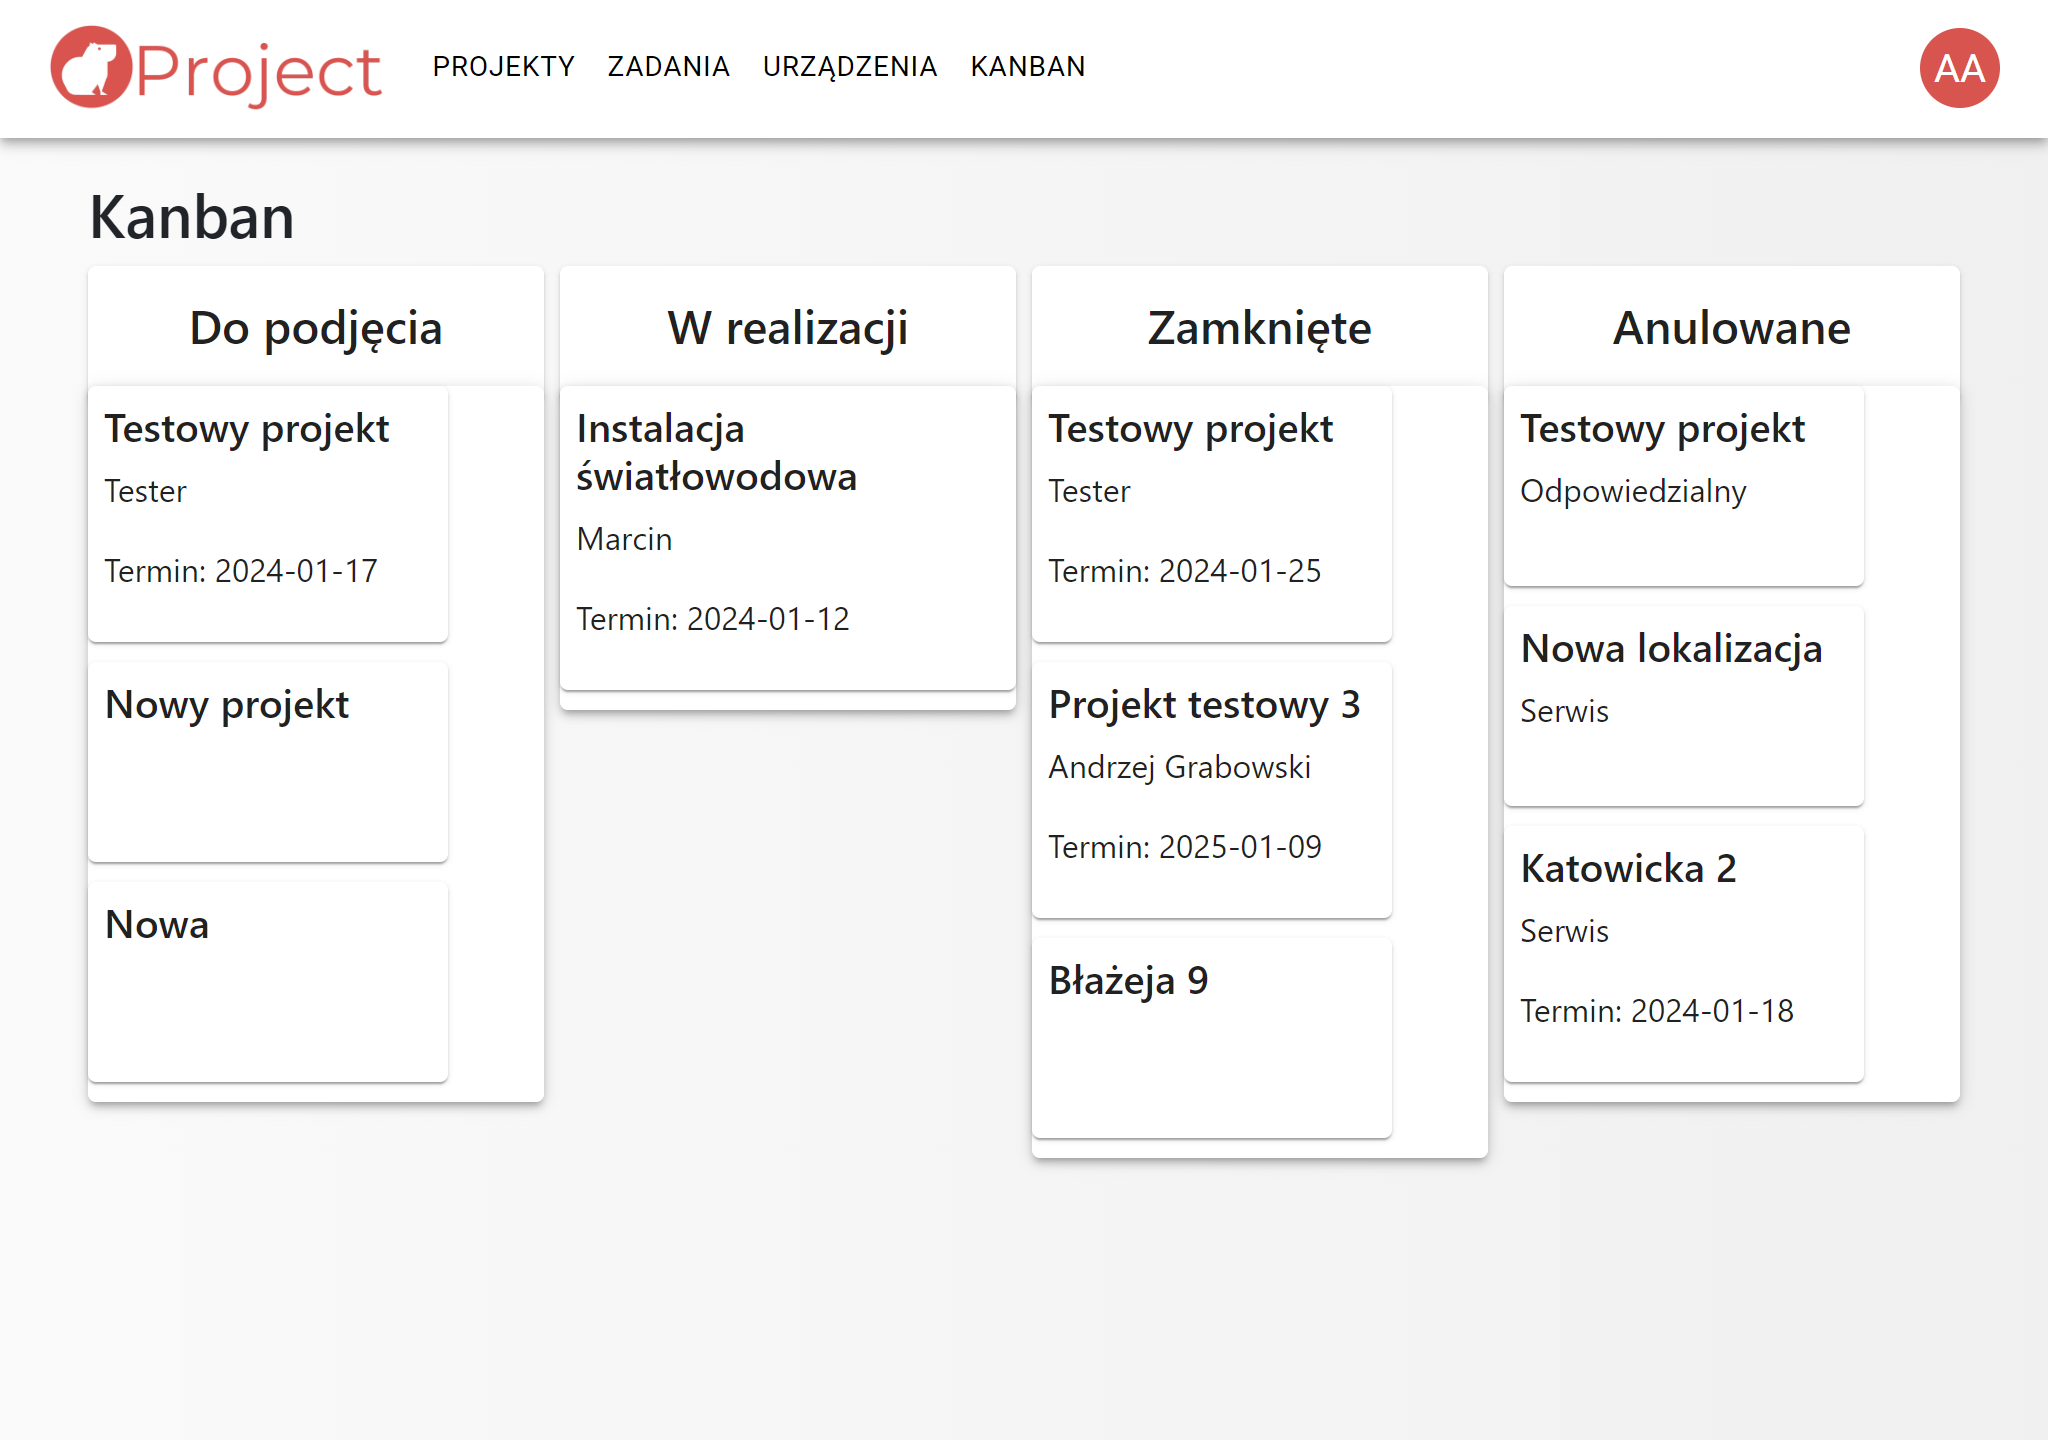 Project
PROJEKTY
ZADANIA
URZĄDZENIA
KANBAN
AA
Kanban
Do podjęcia
Testowy projekt
Tester
Termin: 2024-01-17
Nowy projekt
Nowa
W realizacji
Instalacja
światłowodowa
Marcin
Termin: 2024-01-12
Zamknięte
Testowy projekt
Tester
Termin: 2024-01-25
Projekt testowy 3
Andrzej Grabowski
Termin: 2025-01-09
Błażeja 9
Anulowane
Testowy projekt
Odpowiedzialny
Nowa lokalizacja
Serwis
Katowicka 2
Serwis
Termin: 2024-01-18